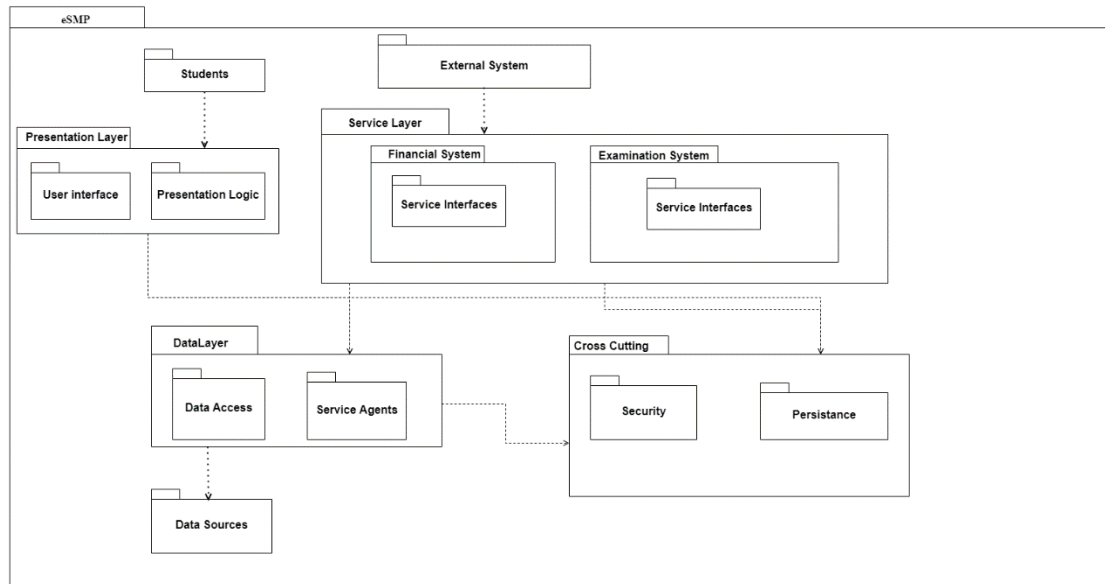 eSMP
Students
External System
Presentation Layer
User interface
Presentation Logic
Service Layer
Financial System
Service Interfaces
Examination System
Service Interfaces
DataLayer
Data Access
Service Agents
Cross Cutting
Security
Persistance
Data Sources